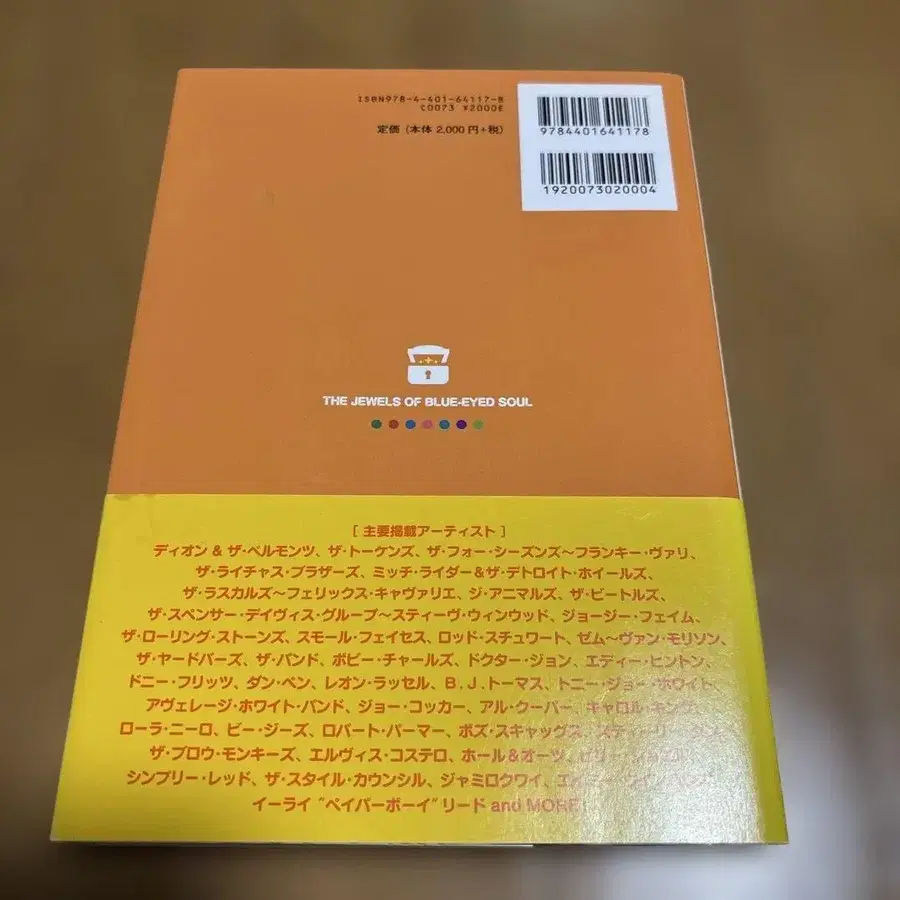 ISBN978-4-401-64117-8
C0073 ¥2000E
定価 (本体 2,000円+税)
9784401641178
1920073020004
THE JEWELS OF BLUE-EYED SOUL
[ 主要掲載アーティスト ]
ディオン & ザ・ベルモンツ、ザ・トーケンズ、ザ・フォー・シーズンズ～フランキー・ヴァリ、
ザ・ライチャス・ブラザーズ、ミッチ・ライダー&ザ・デトロイト・ホイールズ、
ザ・ラスカルズ～フェリックス・キャヴァリエ、ジ・アニマルズ、ザ・ビートルズ、
ザ・スペンサー・デイヴィス・グループ～スティーヴ・ウィンウッド、ジョージー・フェイム、
ザ・ローリング・ストーンズ、スモール・フェイセス、ロッド・スチュワート、ゼム～ヴァン・モリソン、
ザ・ヤードバーズ、ザ・バンド、ボビー・チャールズ、ドクター・ジョン、エディー・ヒントン、
ドニー・フリッツ、ダン・ペン、レオン・ラッセル、B.J.トーマス、トニー・ジョー・ホワイト、
アヴェレージ・ホワイト・バンド、ジョー・コッカー、アル・クーパー、キャロル・キング、
ローラ・ニーロ、ビー・ジーズ、ロバート・パーマー、ボズ・スキャッグス、
ザ・ブロウ・モンキーズ、エルヴィス・コステロ、ホール&オーツ、
シンプリー・レッド、ザ・スタイル・カウンシル、ジャミロクワイ、
イーライ "ペイパーボーイ" リード and MORE